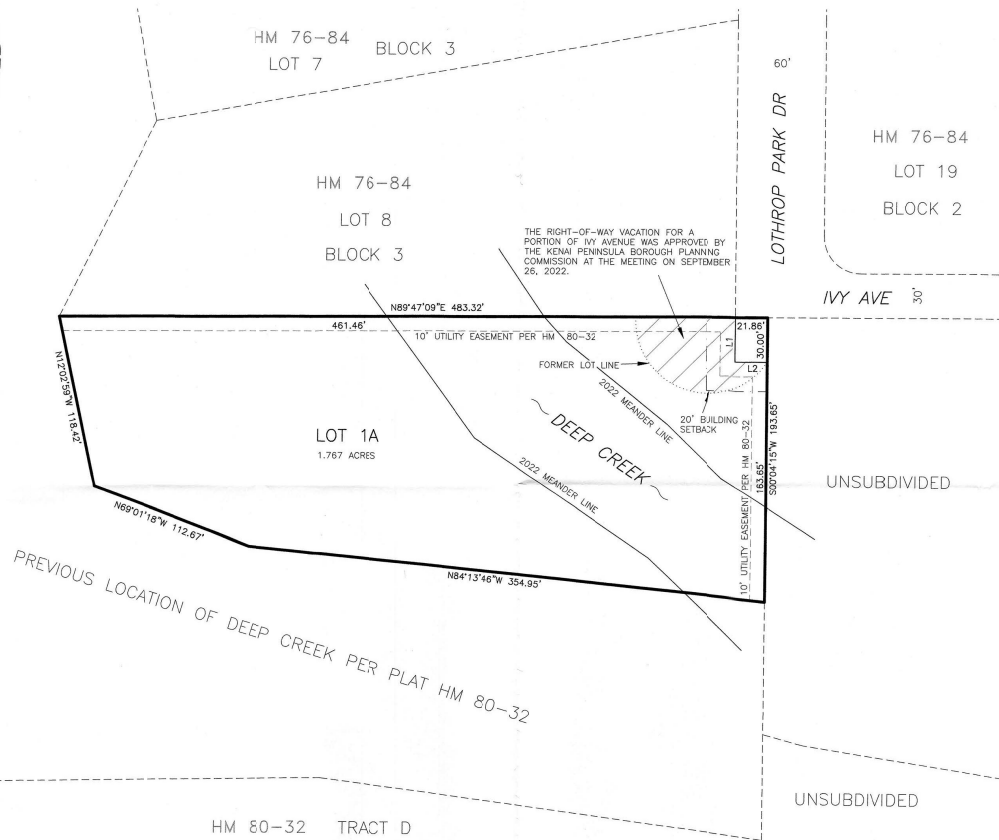 HM 76-84
LOT 7
BLOCK 3
60'
LOTHROP PARK DR
HM 76-84
LOT 19
BLOCK 2
HM 76-84
LOT 8
BLOCK 3
THE RIGHT-OF-WAY VACATION FOR A
PORTION OF IVY AVENUE WAS APPROVED BY
THE KENAI PENINSULA BOROUGH PLANNING
COMMISSION AT THE MEETING ON SEPTEMBER
26, 2022.
IVY AVE 30'
N89°47'09"E 483.32'
461.46'
21.86'
10' UTILITY EASEMENT PER HM 80-32
L1
30.00'
L2
FORMER LOT LINE
N12°02'59"W 118.42'
2022 MEANDER LINE
20' BUILDING
SETBACK
DEEP CREEK
LOT 1A
1.767 ACRES
2022 MEANDER LINE
10' UTILITY EASEMENT PER HM 80-32
163.65'
S00°04'15"W 193.65'
UNSUBDIVIDED
N69°01'18"W 112.67'
N84°13'46"W 354.95'
PREVIOUS LOCATION OF DEEP CREEK PER PLAT HM 80-32
UNSUBDIVIDED
HM 80-32 TRACT D